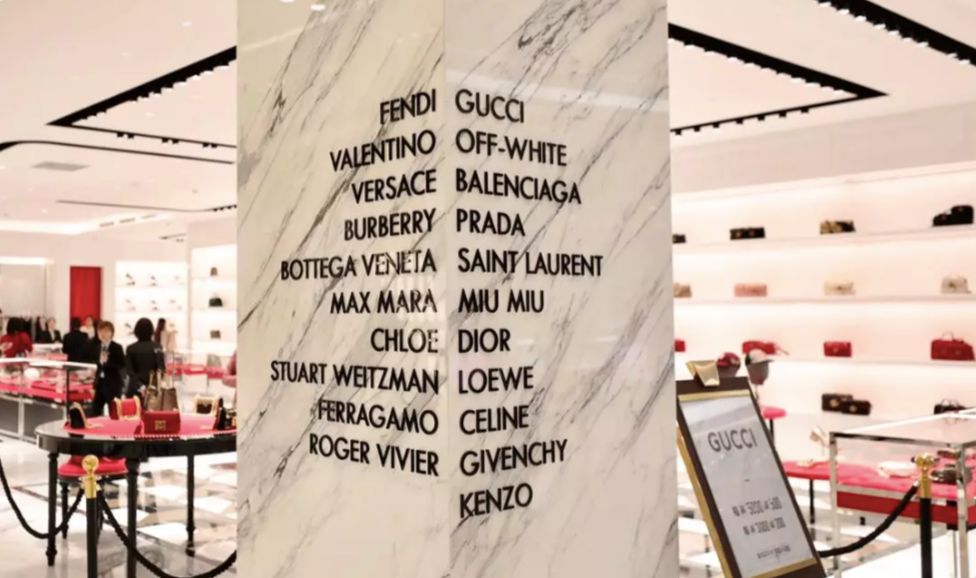 FENDI
VALENTINO
VERSACE
BURBERRY
BOTTEGA VENETA
MAX MARA
CHLOE
STUART WEITZMAN
FERRAGAMO
ROGER VIVIER
GUCCI
OFF-WHITE
BALENCIAGA
PRADA
SAINT LAURENT
MIU MIU
DIOR
LOEWE
CELINE
GIVENCHY
KENZO
GUCCI